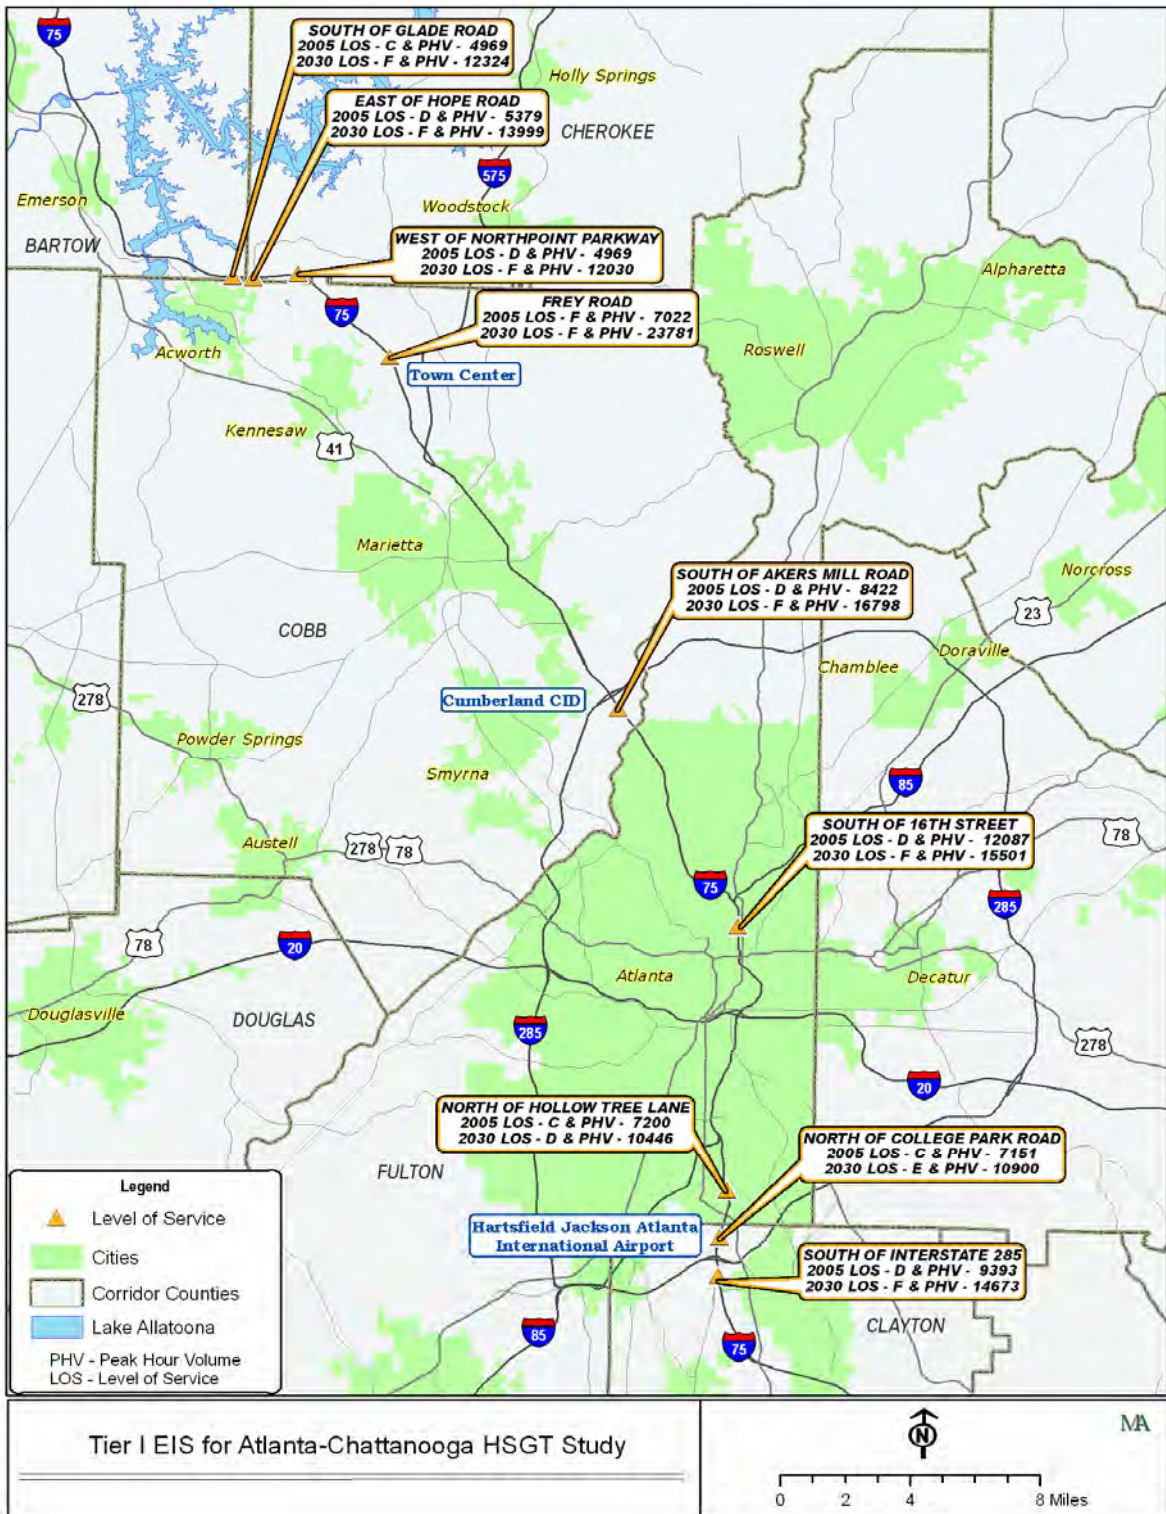 75
SOUTH OF GLADE ROAD
2005 LOS - C & PHV - 4969
2030 LOS - F & PHV - 12324
Holly Springs
EAST OF HOPE ROAD
2005 LOS - D & PHV - 5379
2030 LOS - F & PHV - 13999
CHEROKEE
575
Emerson
Woodstock
BARTOW
WEST OF NORTHPOINT PARKWAY
2005 LOS - D & PHV - 4969
2030 LOS - F & PHV - 12030
Alpharetta
FREY ROAD
2005 LOS - F & PHV - 7022
2030 LOS - F & PHV - 23781
75
Acworth
Roswell
Town Center
Kennesaw
41
Marietta
SOUTH OF AKERS MILL ROAD
2005 LOS - D & PHV - 8422
2030 LOS - F & PHV - 16798
Norcross
23
COBB
Doraville
Chamblee
278
Cumberland CID
Powder Springs
Smyrna
85
SOUTH OF 16TH STREET
2005 LOS - D & PHV - 12087
2030 LOS - F & PHV - 15501
78
Austell
278
78
75
285
78
20
Atlanta
Decatur
Douglasville
DOUGLAS
285
278
20
NORTH OF HOLLOW TREE LANE
2005 LOS - C & PHV - 7200
2030 LOS - D & PHV - 10446
NORTH OF COLLEGE PARK ROAD
2005 LOS - C & PHV - 7151
2030 LOS - E & PHV - 10900
FULTON
Hartsfield Jackson Atlanta
International Airport
SOUTH OF INTERSTATE 285
2005 LOS - D & PHV - 9393
2030 LOS - F & PHV - 14673
CLAYTON
85
75
Legend
Level of Service
Cities
Corridor Counties
Lake Allatoona
PHV - Peak Hour Volume
LOS - Level of Service
Tier I EIS for Atlanta-Chattanooga HSGT Study
N
MA
0 2 4 8 Miles